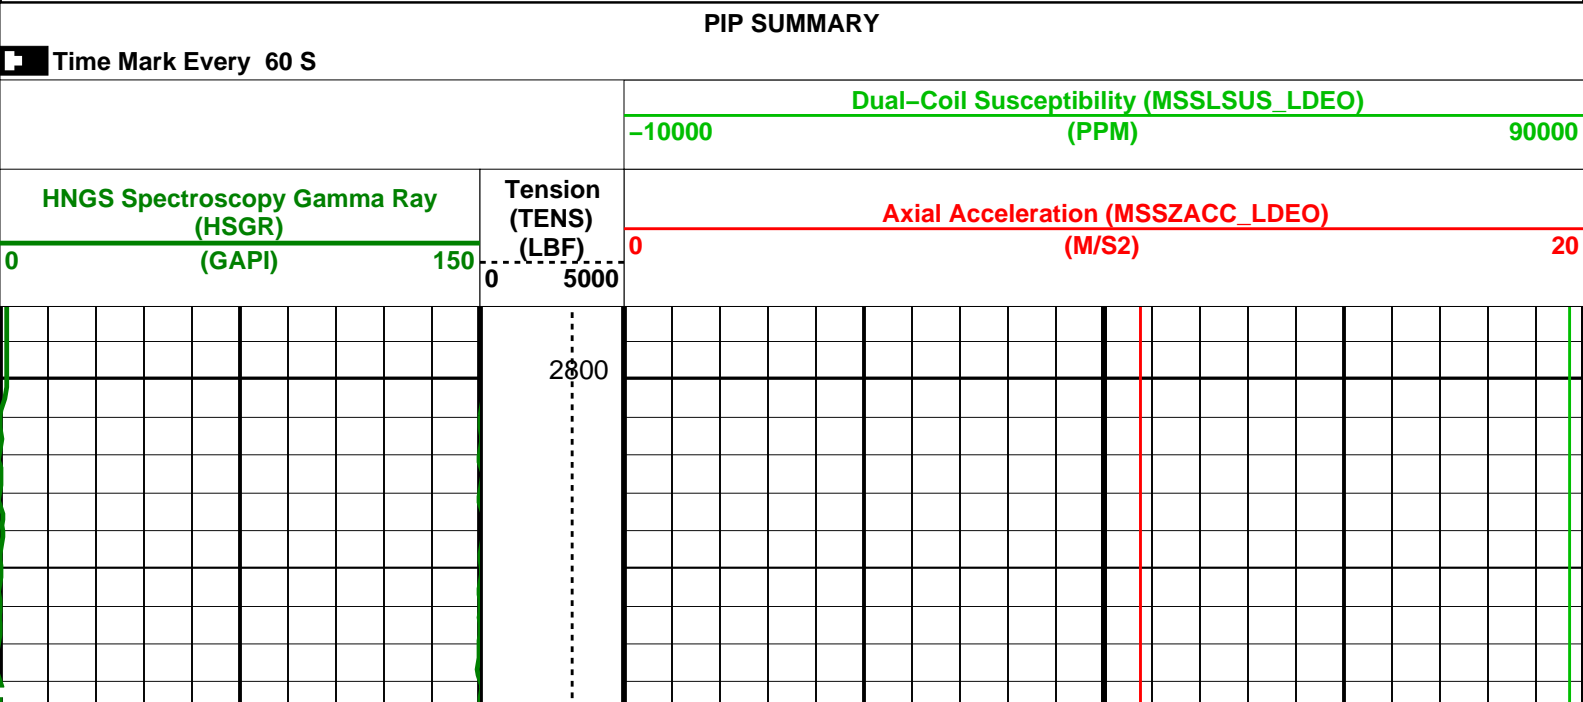 PIP SUMMARY
Time Mark Every 60 S
Dual−Coil Susceptibility (MSSLSUS_LDEO)
−10000 (PPM) 90000
HNGS Spectroscopy Gamma Ray
(HSGR)
0 (GAPI) 150
Tension
(TENS)
(LBF)
0 5000
Axial Acceleration (MSSZACC_LDEO)
0 (M/S2) 20
2800